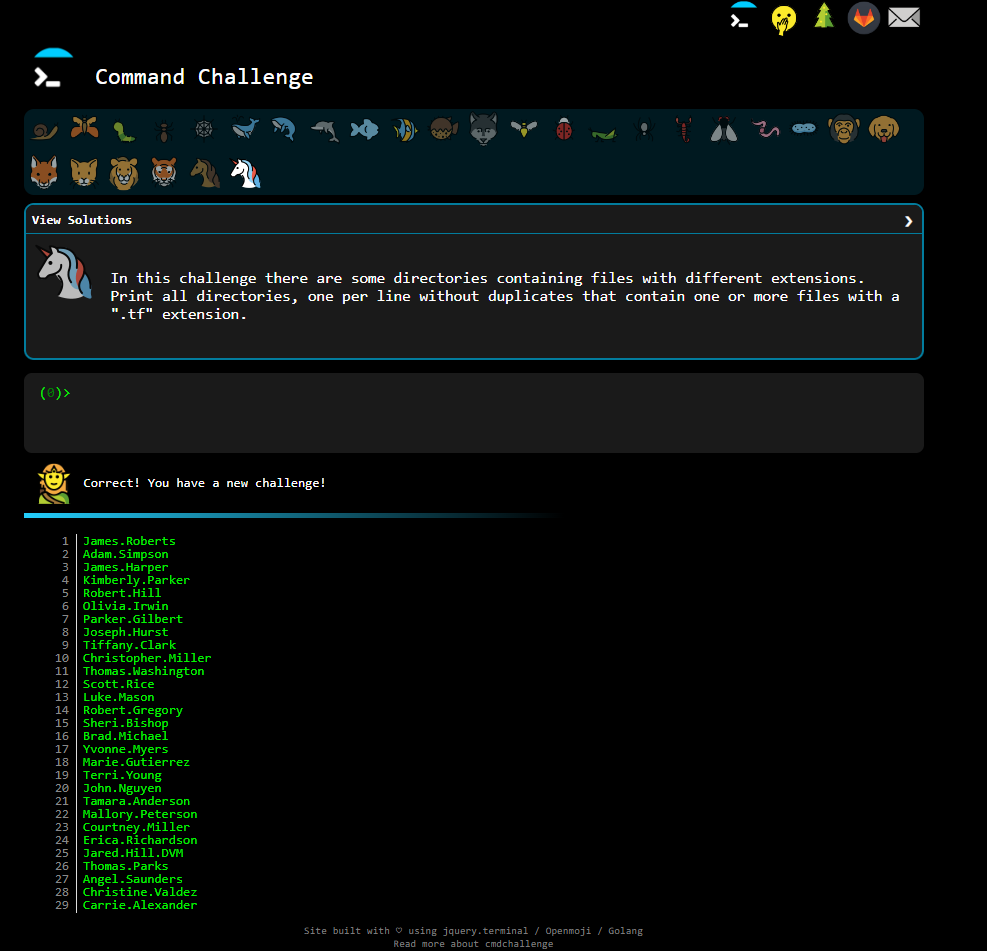 Command Challenge
View Solutions
In this challenge there are some directories containing files with different extensions.
Print all directories, one per line without duplicates that contain one or more files with a
".tf" extension.
(0)>
Correct! You have a new challenge!
1 James.Roberts
2 Adam.Simpson
3 James.Harper
4 Kimberly.Parker
5 Robert.Hill
6 Olivia.Irwin
7 Parker.Gilbert
8 Joseph.Hurst
9 Tiffany.Clark
10 Christopher.Miller
11 Thomas.Washington
12 Scott.Rice
13 Luke.Mason
14 Robert.Gregory
15 Sheri.Bishop
16 Brad.Michael
17 Yvonne.Myers
18 Marie.Gutierrez
19 Terri.Young
20 John.Nguyen
21 Tamara.Anderson
22 Mallory.Peterson
23 Courtney.Miller
24 Erica.Richardson
25 Jared.Hill.DVM
26 Thomas.Parks
27 Angel.Saunders
28 Christine.Valdez
29 Carrie.Alexander
Site built with ♡ using jquery.terminal / Openmoji / Golang
Read more about cmdchallenge